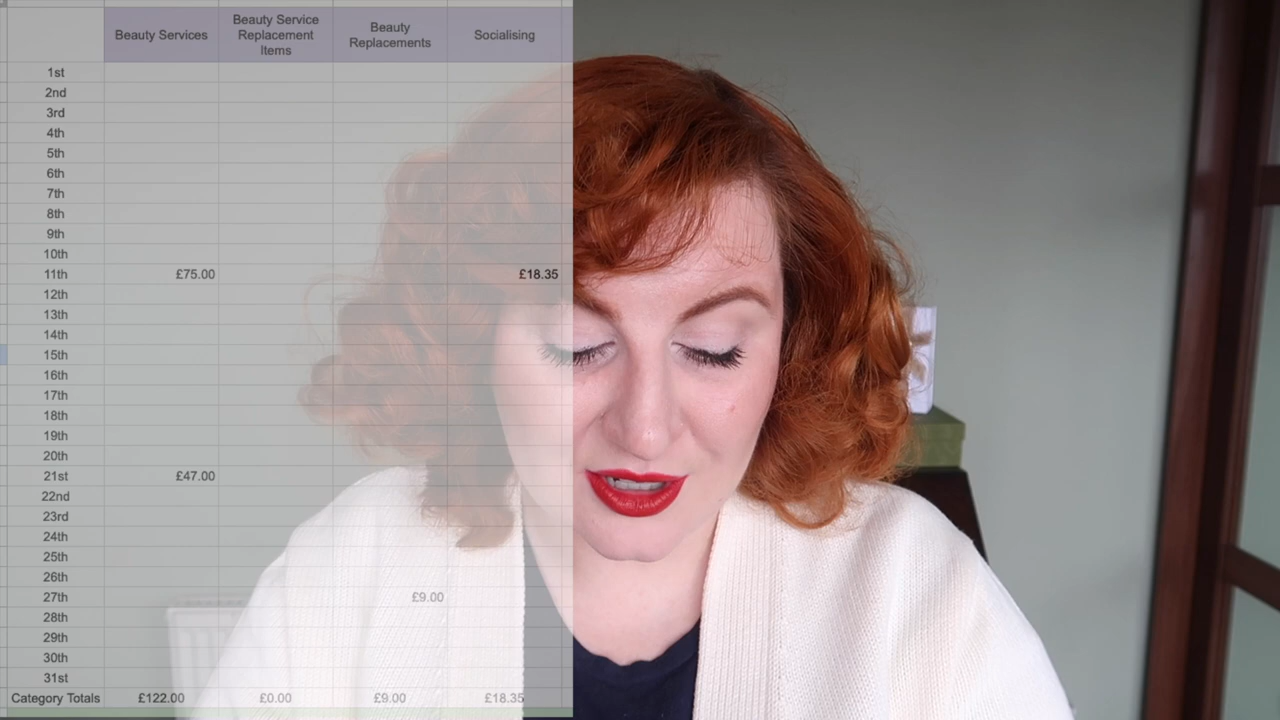 Beauty Services Beauty Service Replacement Items Beauty Replacements Socialising
1st
2nd
3rd
4th
5th
6th
7th
8th
9th
10th
11th £75.00 £18.35
12th
13th
14th
15th
16th
17th
18th
19th
20th
21st £47.00
22nd
23rd
24th
25th
26th
27th £9.00
28th
29th
30th
31st
Category Totals £122.00 £0.00 £9.00 £18.35